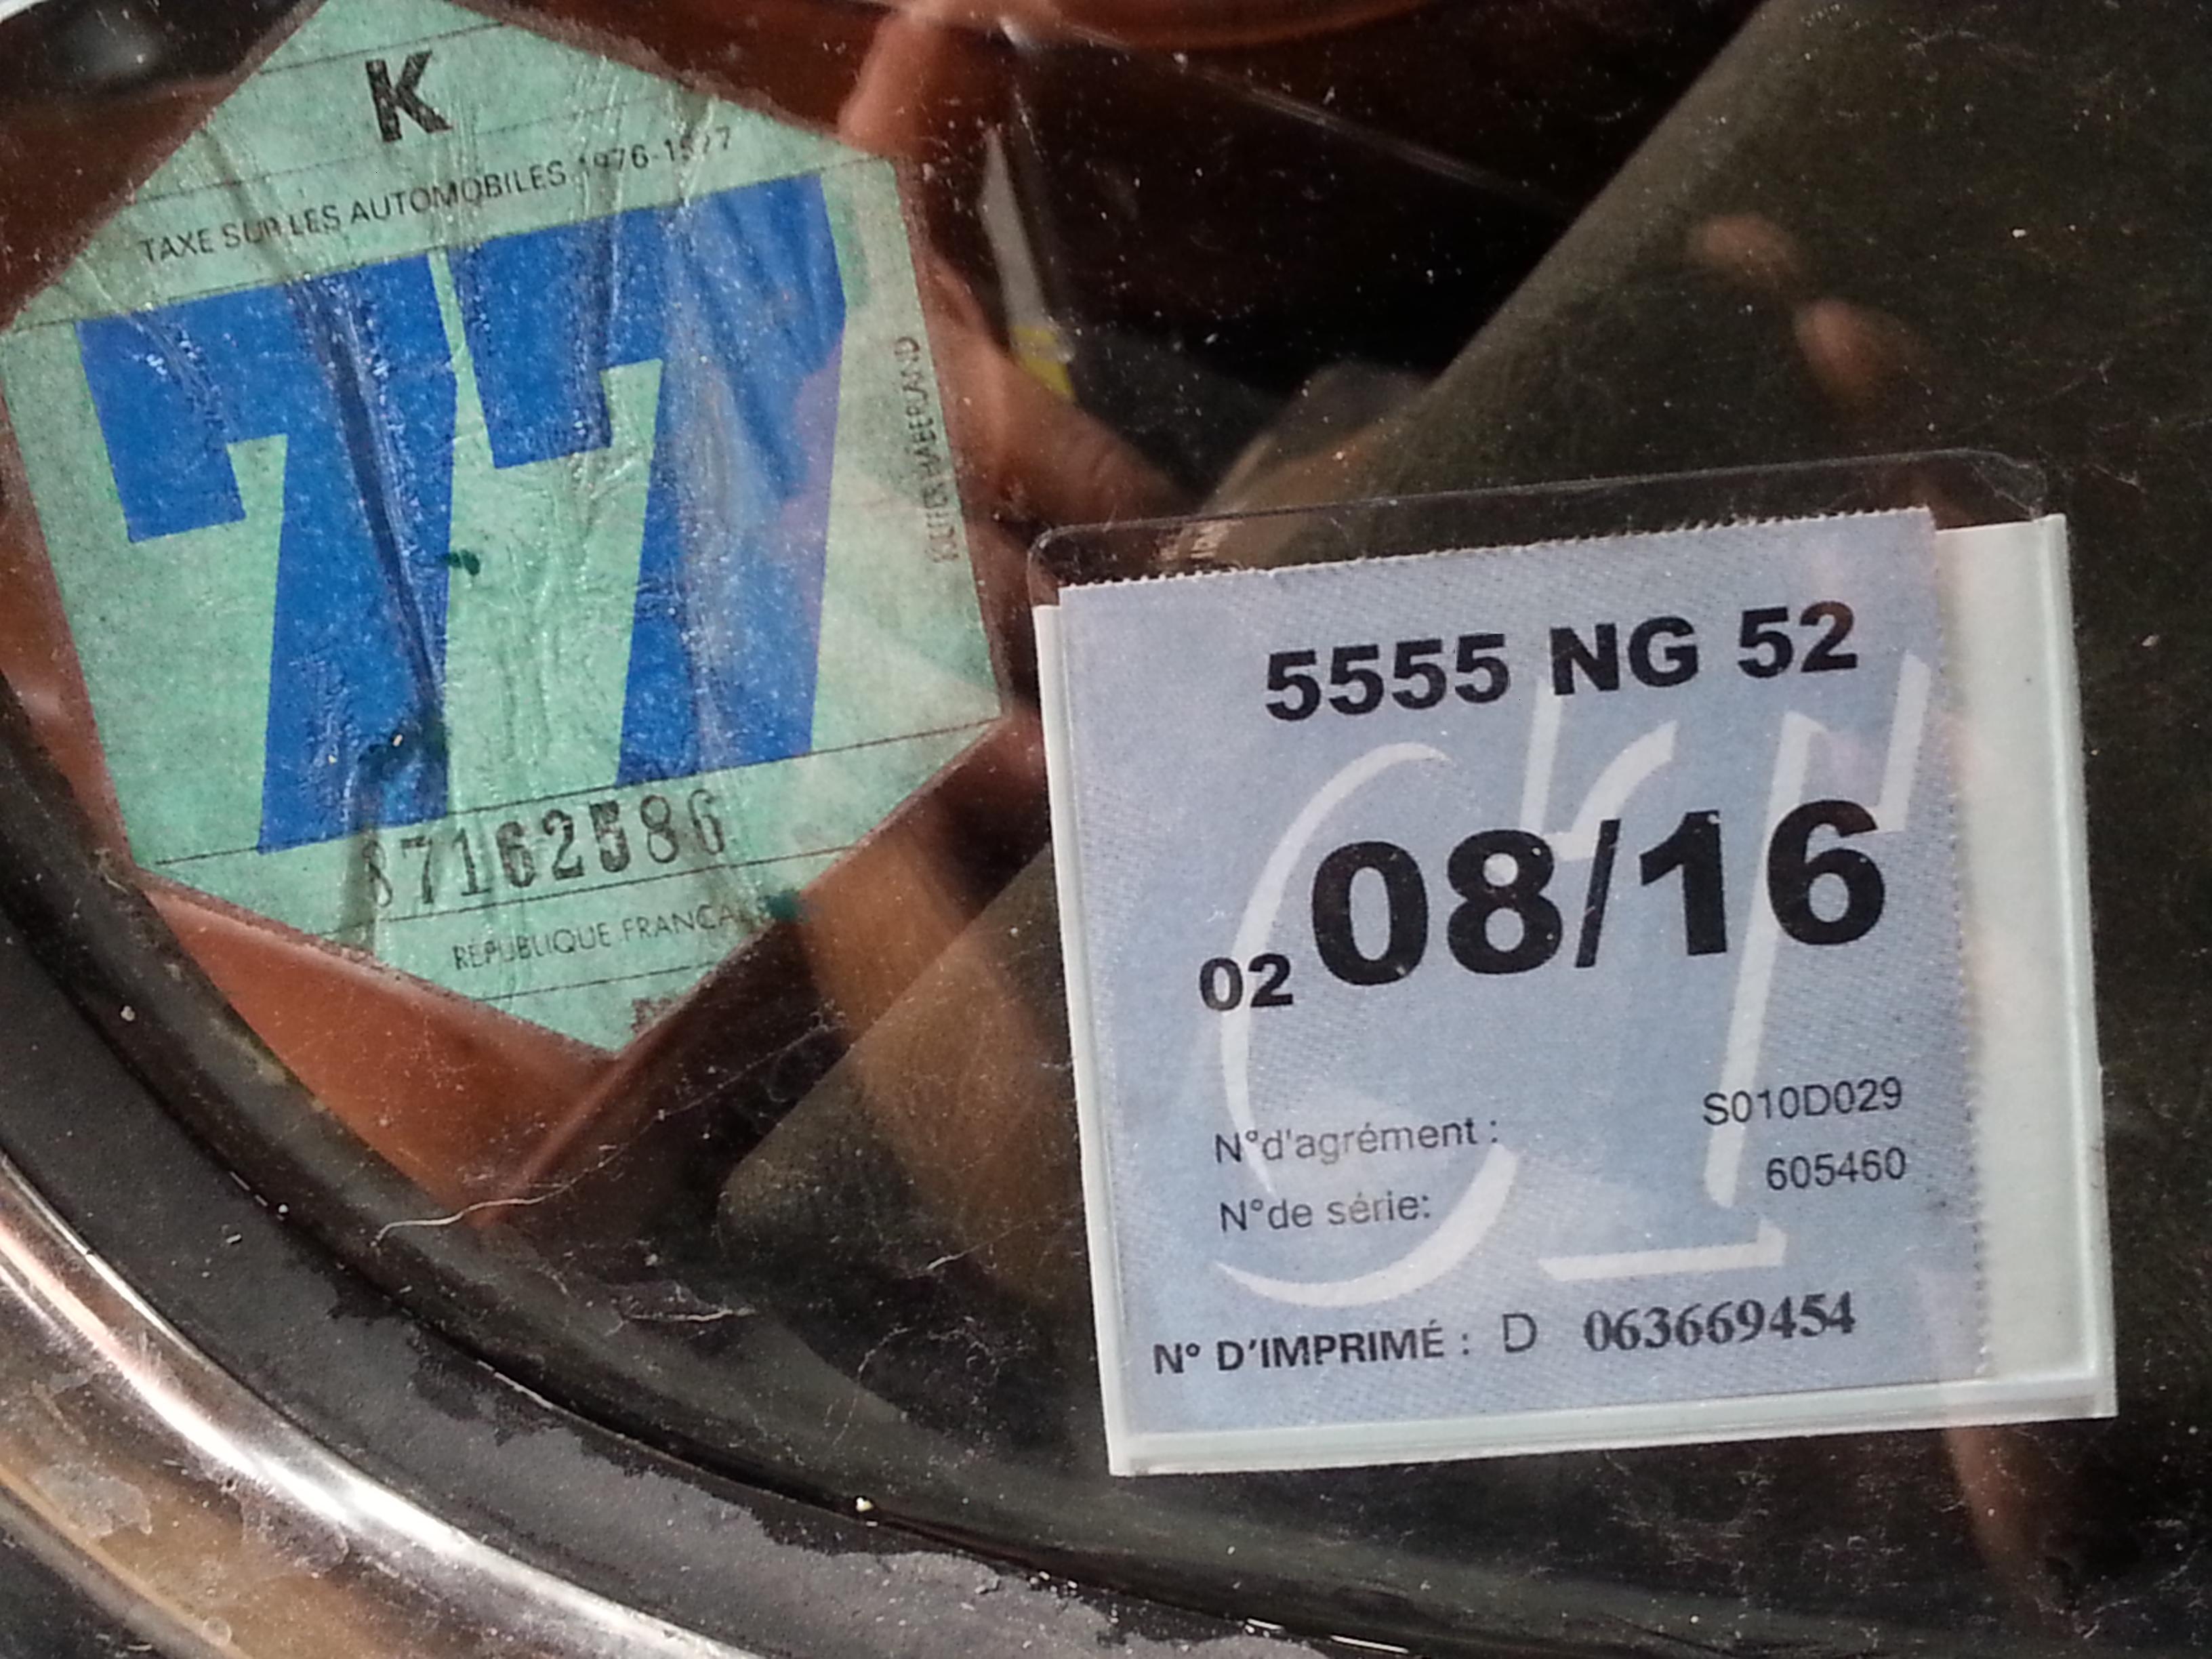 K
TAXE SUR LES AUTOMOBILES 1976-1977
77
87162586
RÉPUBLIQUE FRANÇAISE
5555 NG 52
02 08/16
N°d'agrément : S010D029
N°de série: 605460
N° D'IMPRIMÉ : D 063669454
CT